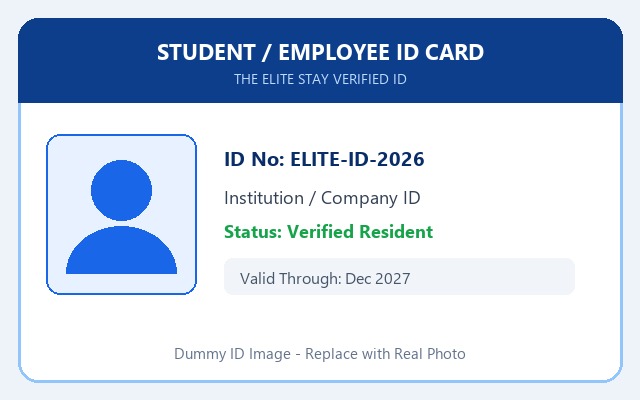 STUDENT / EMPLOYEE ID CARD
THE ELITE STAY VERIFIED ID
ID No: ELITE-ID-2026
Institution / Company ID
Status: Verified Resident
Valid Through: Dec 2027
Dummy ID Image - Replace with Real Photo